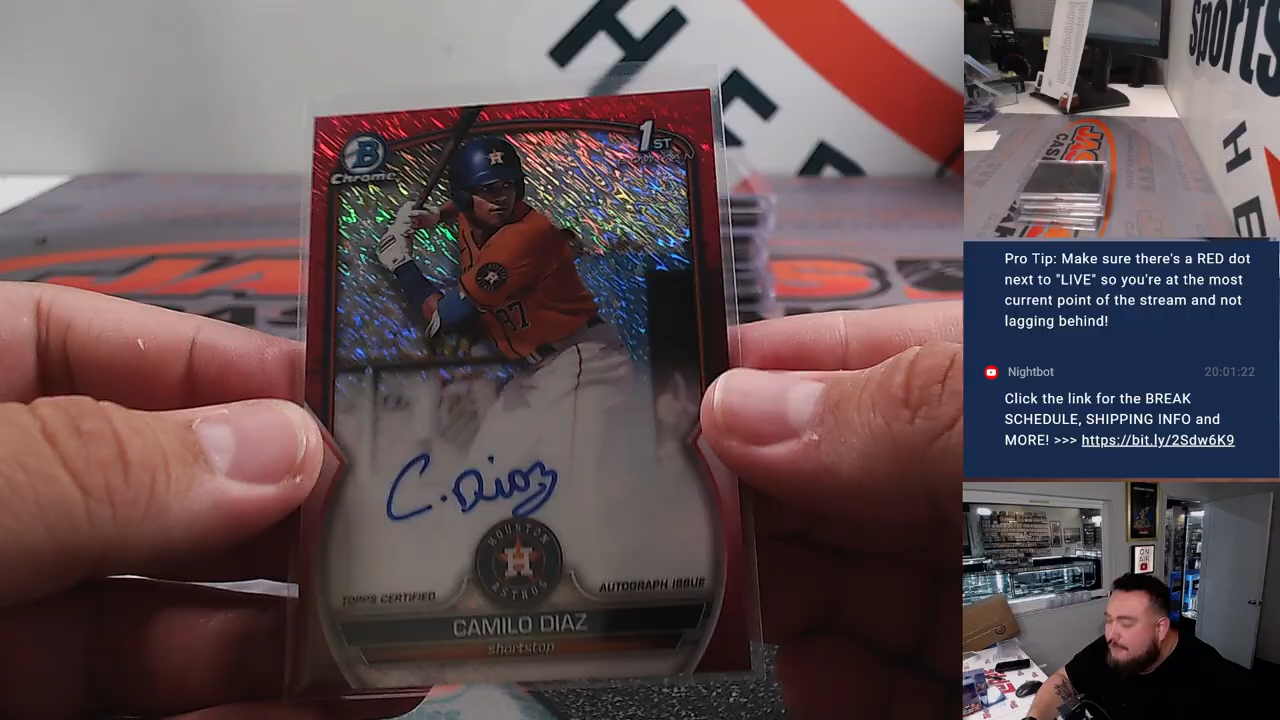 B
Chrome
1ST
BOWMAN
H
87
C. Diaz
HOUSTON
H
ASTROS
TOPPS CERTIFIED
AUTOGRAPH ISSUE
CAMILO DIAZ
shortstop
H
sports
H
E
Pro Tip: Make sure there's a RED dot
next to "LIVE" so you're at the most
current point of the stream and not
lagging behind!
Nightbot
20:01:22
Click the link for the BREAK
SCHEDULE, SHIPPING INFO and
MORE! >>> https://bit.ly/2Sdw6K9
ON
AIR